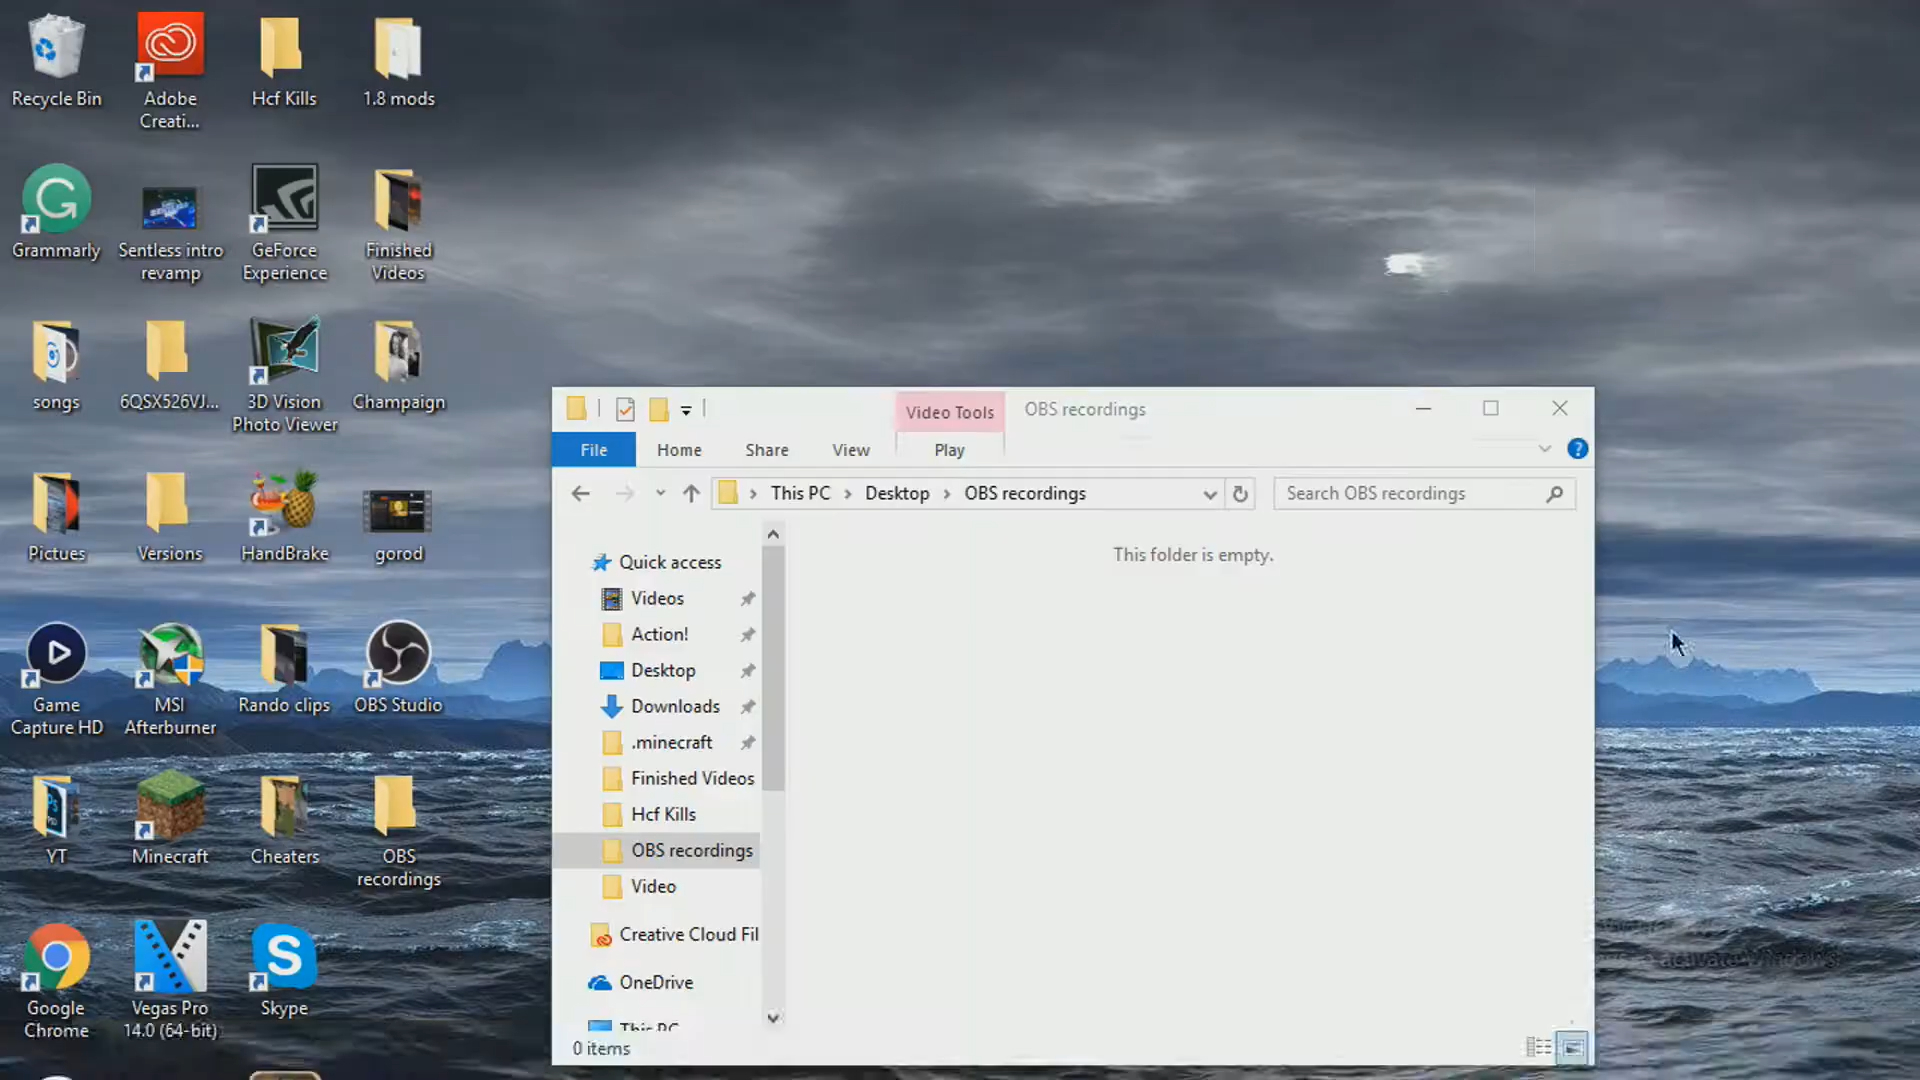 Recycle Bin
Adobe
Creati...
Hcf Kills
1.8 mods
Grammarly
Sentless intro
revamp
GeForce
Experience
Finished
Videos
songs
6QSX526VJ...
3D Vision
Photo Viewer
Champaign
Pictues
Versions
HandBrake
gorod
Game
Capture HD
MSI
Afterburner
Rando clips
OBS Studio
YT
Minecraft
Cheaters
OBS
recordings
Google
Chrome
Vegas Pro
14.0 (64-bit)
Skype
Video Tools
OBS recordings
File
Home
Share
View
Play
This PC
Desktop
OBS recordings
Search OBS recordings
Quick access
Videos
Action!
Desktop
Downloads
.minecraft
Finished Videos
Hcf Kills
OBS recordings
Video
Creative Cloud Fil
OneDrive
This PC
This folder is empty.
0 items
activate Windows